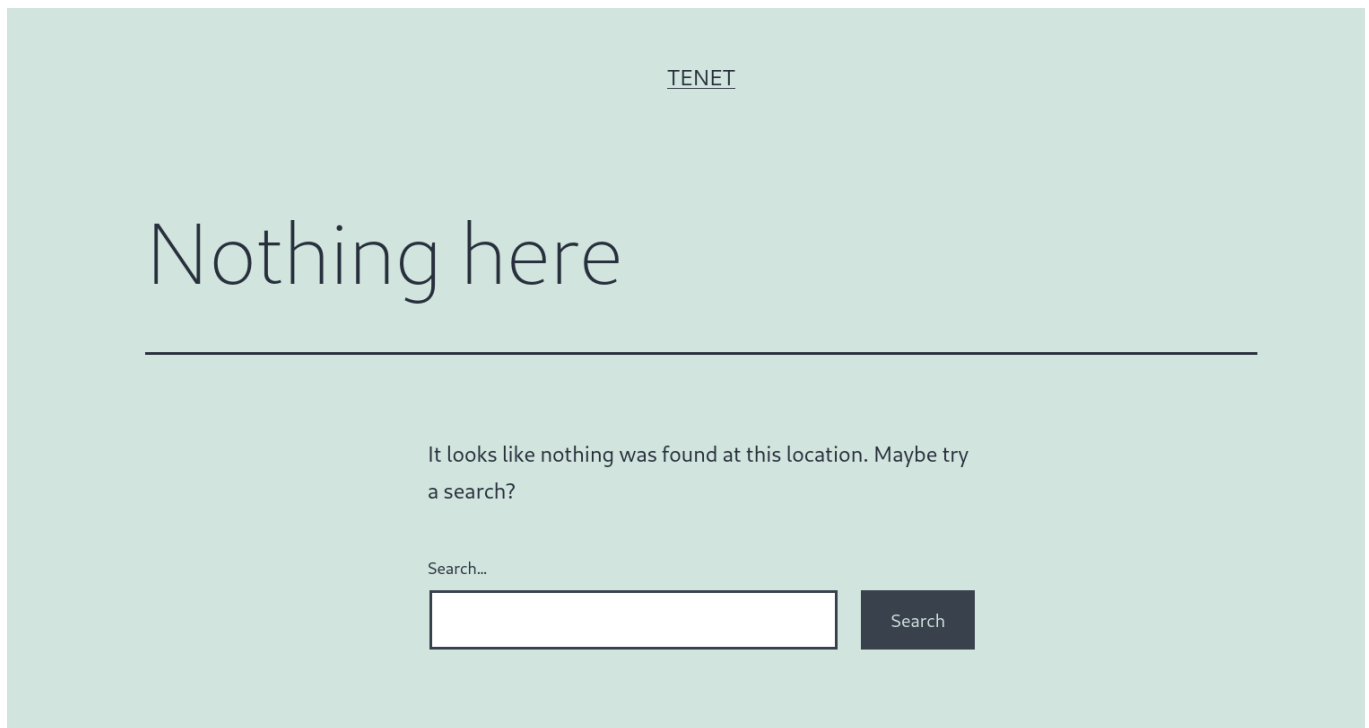 TENET
Nothing here
It looks like nothing was found at this location. Maybe try
a search?
Search…
Search